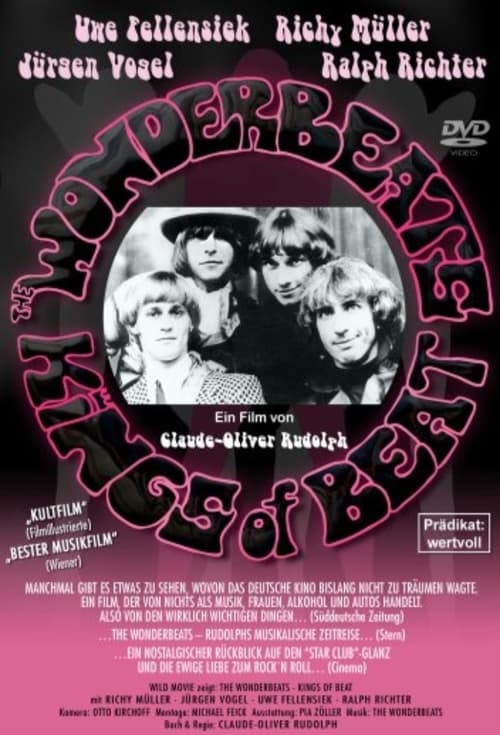 Uwe Fellensiek Richy Müller
Jürgen Vogel Ralph Richter
DVD
VIDEO
THE WONDERBEATS
KINGS of BEAT
Ein Film von
Claude-Oliver Rudolph
„KULTFILM"
(Filmillustrierte)
„BESTER MUSIKFILM"
(Wiener)
Prädikat:
wertvoll
MANCHMAL GIBT ES ETWAS ZU SEHEN, WOVON DAS DEUTSCHE KINO BISLANG NICHT ZU TRÄUMEN WAGTE.
EIN FILM, DER VON NICHTS ALS MUSIK, FRAUEN, ALKOHOL UND AUTOS HANDELT.
ALSO VON DEN WIRKLICH WICHTIGEN DINGEN... (Süddeutsche Zeitung)
...THE WONDERBEATS – RUDOLPHS MUSIKALISCHE ZEITREISE... (Stern)
...EIN NOSTALGISCHER RÜCKBLICK AUF DEN "STAR CLUB"-GLANZ
UND DIE EWIGE LIEBE ZUM ROCK'N ROLL... (Cinema)
WILD MOVIE zeigt: THE WONDERBEATS - KINGS OF BEAT
mit RICHY MÜLLER - JÜRGEN VOGEL - UWE FELLENSIEK - RALPH RICHTER
Kamera: OTTO KIRCHOFF Montage: MICHAEL FEICK Ausstattung: PIA ZÖLLER Musik: THE WONDERBEATS
Buch & Regie: CLAUDE-OLIVER RUDOLPH